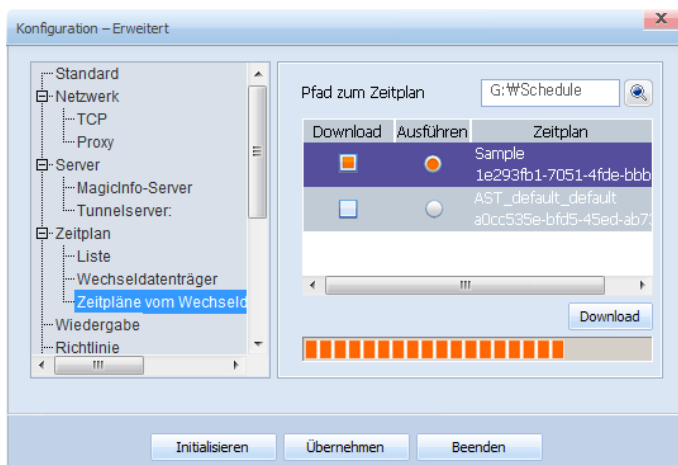 Konfiguration – Erweitert
Standard
Netzwerk
TCP
Proxy
Server
MagicInfo-Server
Tunnelserver:
Zeitplan
Liste
Wechseldatenträger
Zeitpläne vom Wechseld
Wiedergabe
Richtlinie
Pfad zum Zeitplan
G:₩Schedule
Download Ausführen Zeitplan
Sample
1e293fb1-7051-4fde-bbb
AST_default_default
a0cc535e-bfd5-45ed-ab7
Download
Initialisieren Übernehmen Beenden